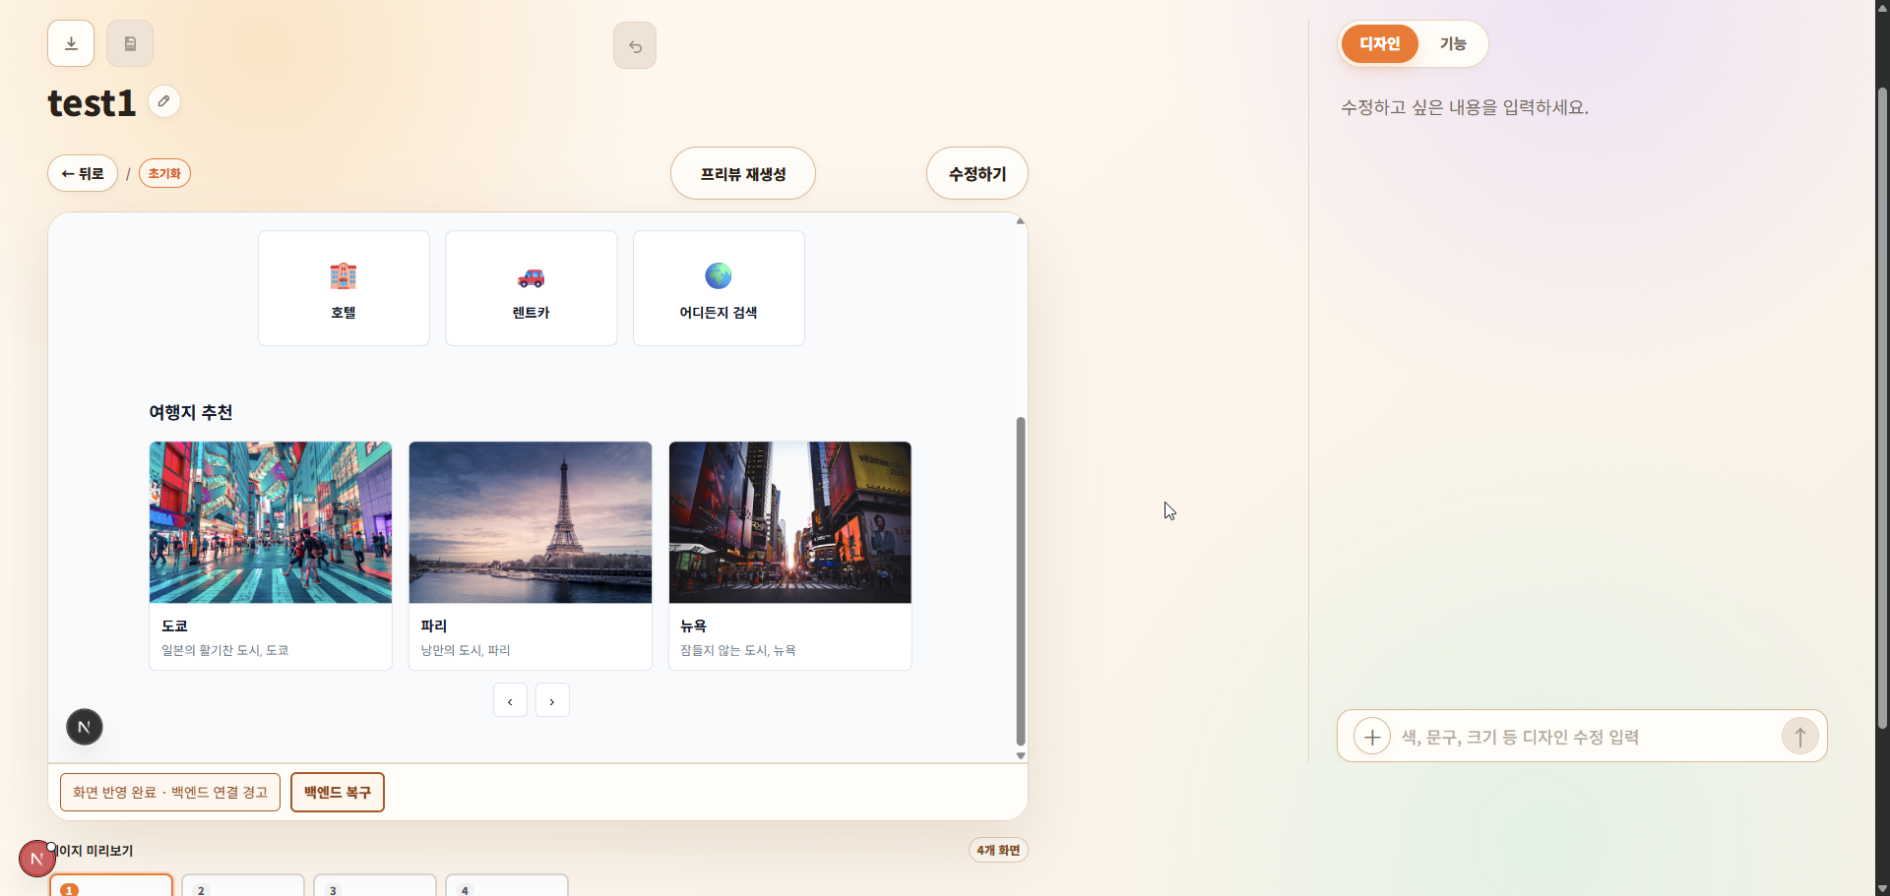 test1
← 뒤로 / 초기화
프리뷰 재생성
수정하기
호텔
렌트카
어디든지 검색
여행지 추천
vitamin
도쿄
일본의 활기찬 도시, 도쿄
파리
낭만의 도시, 파리
뉴욕
잠들지 않는 도시, 뉴욕
‹ ›
N
화면 반영 완료 · 백엔드 연결 경고
백엔드 복구
N
이지 미리보기
4개 화면
1
2
3
4
디자인
기능
수정하고 싶은 내용을 입력하세요.
색, 문구, 크기 등 디자인 수정 입력